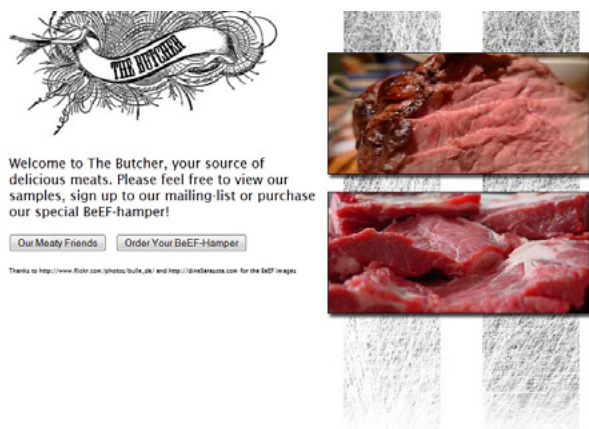 THE BUTCHER
Welcome to The Butcher, your source of
delicious meats. Please feel free to view our
samples, sign up to our mailing-list or purchase
our special BeEF-hamper!
Our Meaty Friends
Order Your BeEF-Hamper
Thanks to http://www.flickr.com/photos/bulle_de/ and http://dinesarasota.com for the BeEF images